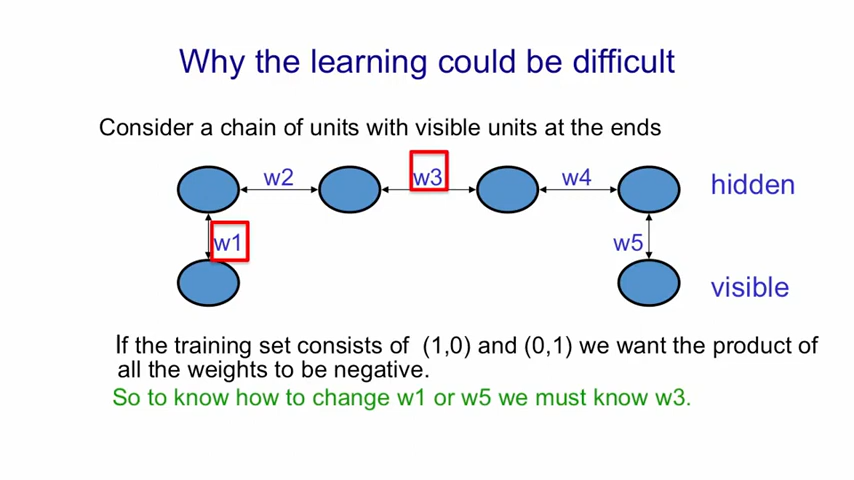 Why the learning could be difficult
Consider a chain of units with visible units at the ends
w2 w3 w4 hidden
w1 w5
visible
If the training set consists of (1,0) and (0,1) we want the product of
all the weights to be negative.
So to know how to change w1 or w5 we must know w3.